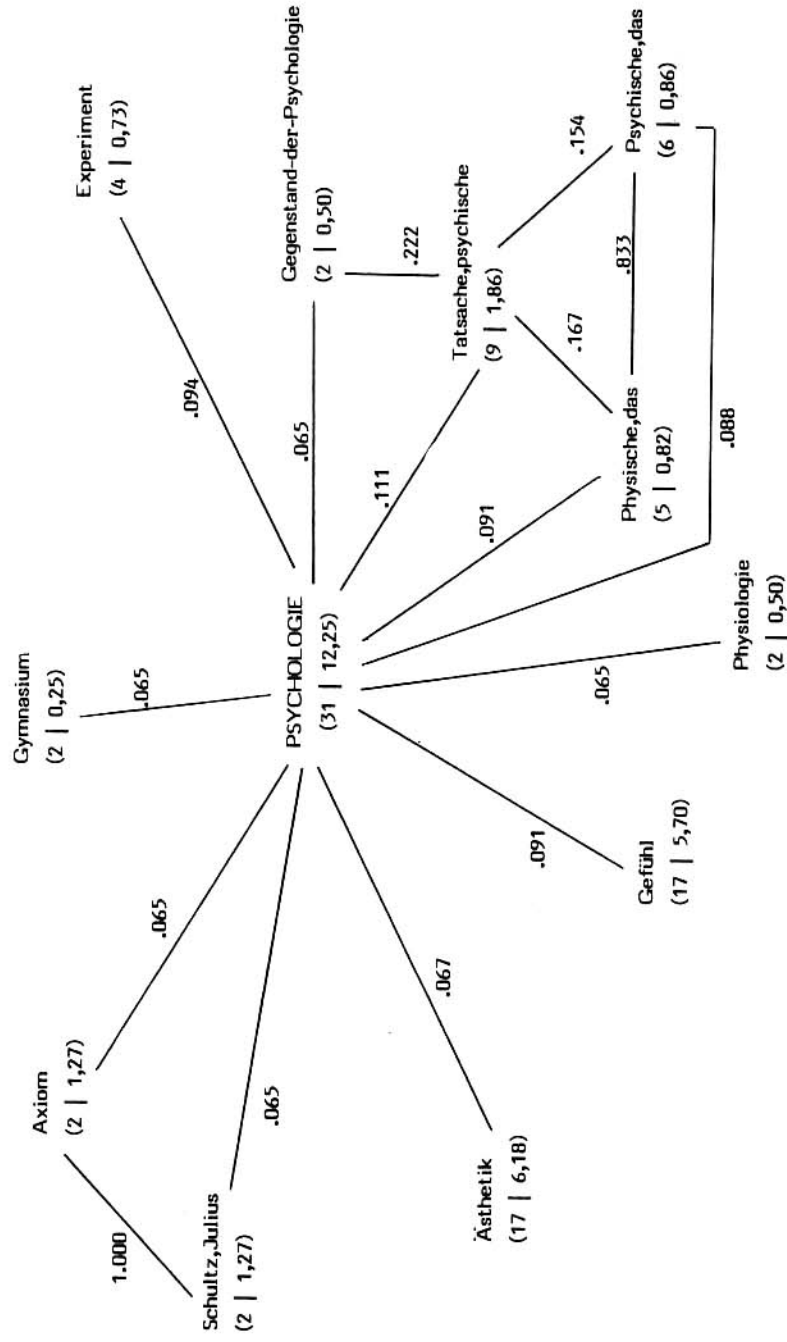 Gymnasium
(2 | 0,25)
Experiment
(4 | 0,73)
.065
.094
Axiom
(2 | 1,27)
.065
1.000
Schultz,Julius
(2 | 1,27)
.065
PSYCHOLOGIE
(31 | 12,25)
.065
Gegenstand-der-Psychologie
(2 | 0,50)
.222
.111
Tatsache,psychische
(9 | 1,86)
.154
.167
.091
Ästhetik
(17 | 6,18)
.067
Gefühl
(17 | 5,70)
.091
Physiologie
(2 | 0,50)
.065
Physische,das
(5 | 0,82)
.833
Psychische,das
(6 | 0,86)
.088